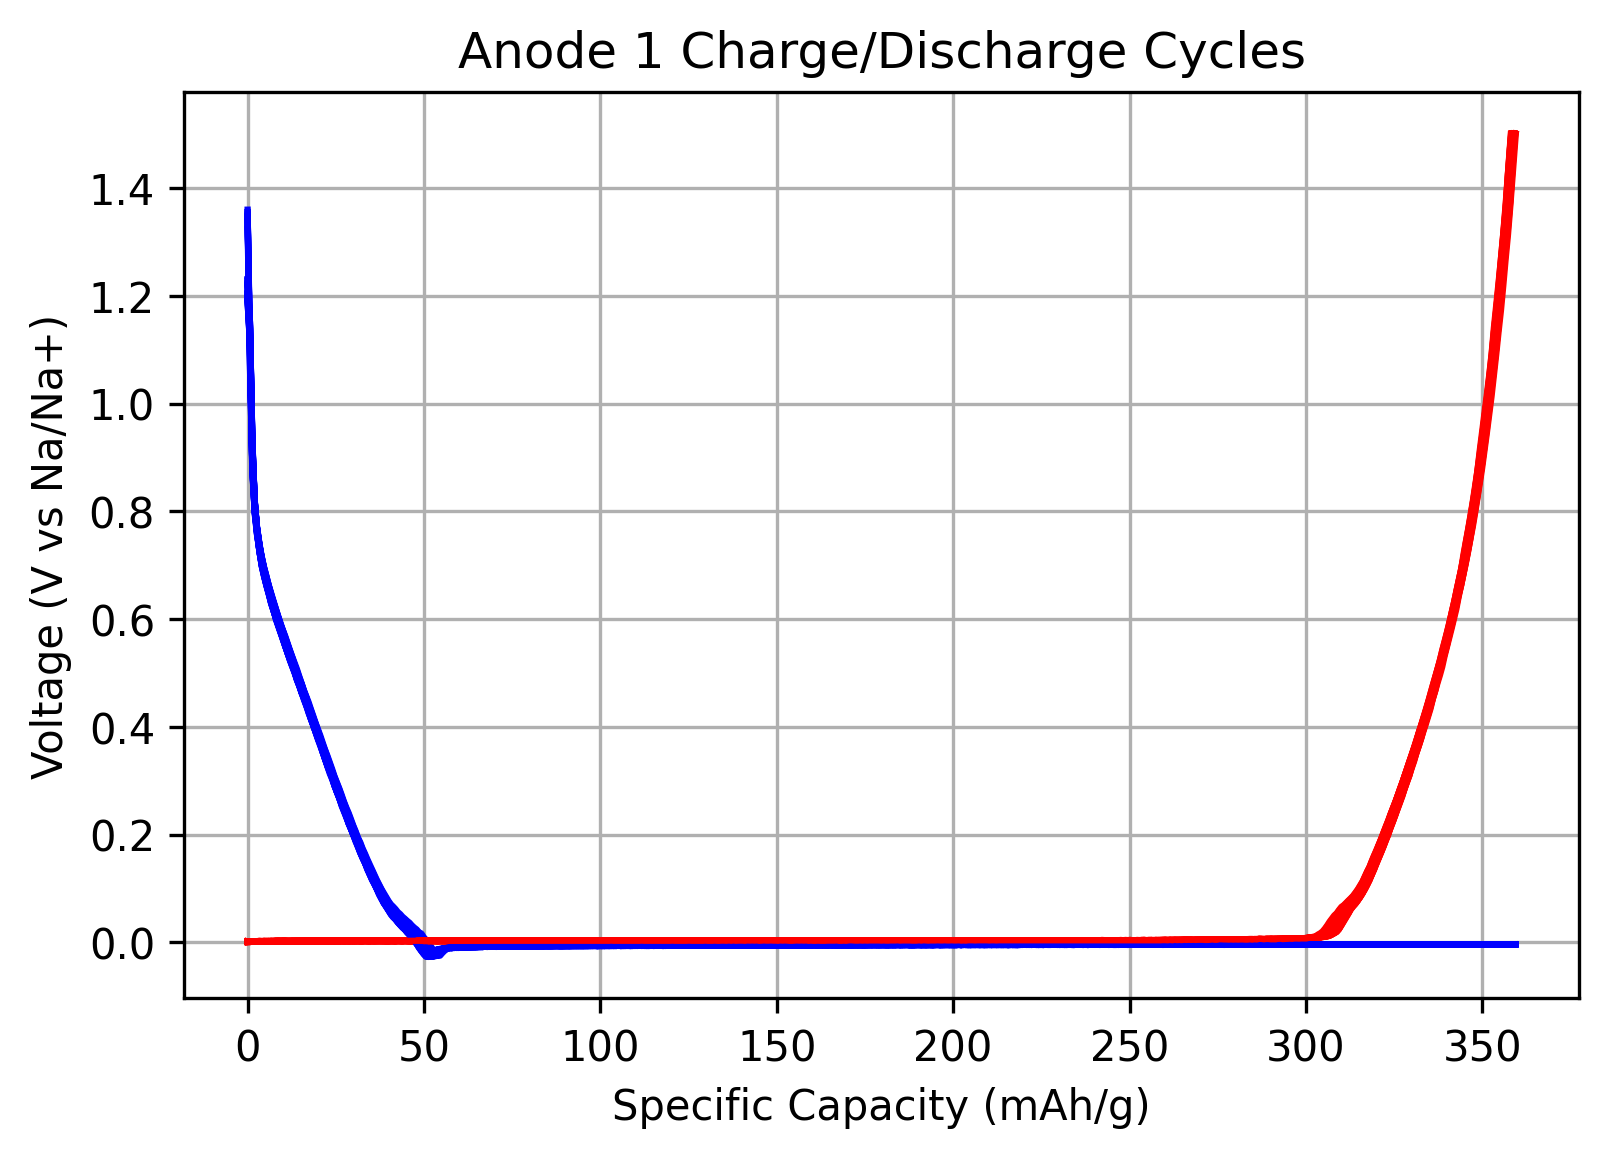 Anode 1 Charge/Discharge Cycles
Voltage (V vs Na/Na+)
1.4
1.2
1.0
0.8
0.6
0.4
0.2
0.0
0 50 100 150 200 250 300 350
Specific Capacity (mAh/g)